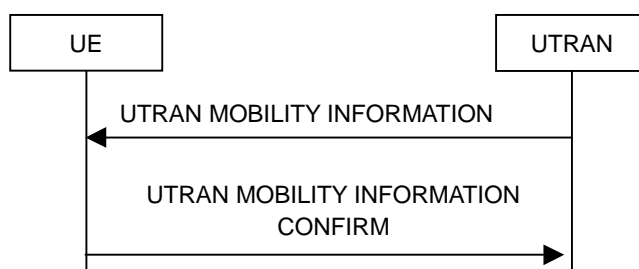 UE
UTRAN
UTRAN MOBILITY INFORMATION
UTRAN MOBILITY INFORMATION
CONFIRM